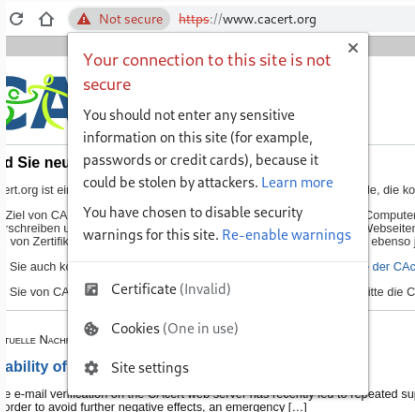 Not secure https://www.cacert.org
Your connection to this site is not
secure
You should not enter any sensitive
information on this site (for example,
passwords or credit cards), because it
could be stolen by attackers. Learn more
You have chosen to disable security
warnings for this site. Re-enable warnings
Certificate (Invalid)
Cookies (One in use)
Site settings
CA
d Sie neu
ert.org ist ei
e, die ko
Ziel von CA
Computer
rschreiben u
Webseiten
von Zertifik
ebenso j
Sie auch k
e der CAc
Sie von CA
itte die C
TUELLE NACHR
ability of
e e-mail verification on the CAcert web server has recently led to repeated sup
order to avoid further negative effects, an emergency [...]